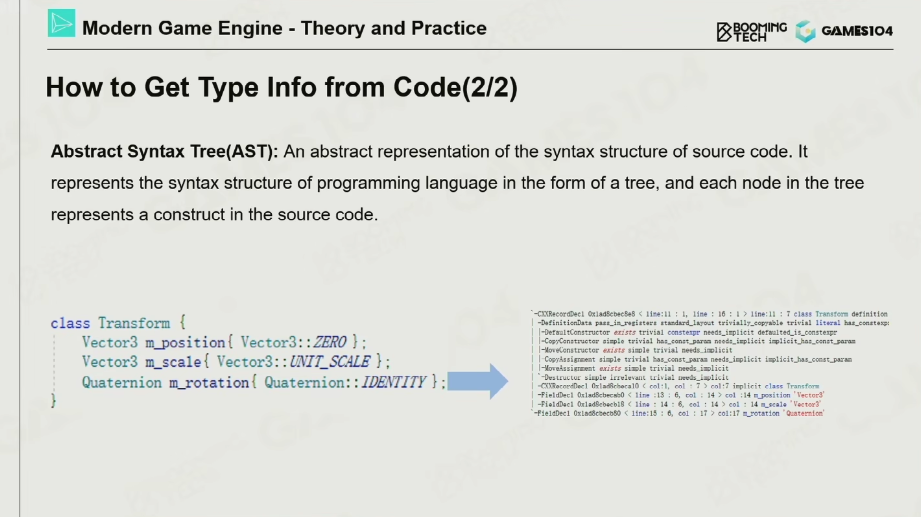 Modern Game Engine - Theory and Practice
BOOMING TECH
GAMES104
How to Get Type Info from Code(2/2)
Abstract Syntax Tree(AST): An abstract representation of the syntax structure of source code. It
represents the syntax structure of programming language in the form of a tree, and each node in the tree
represents a construct in the source code.
class Transform {
Vector3 m_position{ Vector3::ZERO };
Vector3 m_scale{ Vector3::UNIT_SCALE };
Quaternion m_rotation{ Quaternion::IDENTITY };
}
`-CXXRecordDecl 0x1ad8cbec8e8 < line:11 : 1, line : 16 : 1 > line:11 : 7 class Transform definition
|-DefinitionData pass_in_registers standard_layout trivially_copyable trivial literal has_constexpr
| |-DefaultConstructor exists trivial constexpr needs_implicit defaulted_is_constexpr
| |-CopyConstructor simple trivial has_const_param needs_implicit implicit_has_const_param
| |-MoveConstructor exists simple trivial needs_implicit
| |-CopyAssignment simple trivial has_const_param needs_implicit implicit_has_const_param
| |-MoveAssignment exists simple trivial needs_implicit
| `-Destructor simple irrelevant trivial needs_implicit
|-CXXRecordDecl 0x1ad8cbeca10 < col:1, col : 7 > col:7 implicit class Transform
|-FieldDecl 0x1ad8cbecab0 < line :13 : 6, col : 14 > col :14 m_position 'Vector3'
|-FieldDecl 0x1ad8cbecb18 < line : 14 : 6, col : 14 > col : 14 m_scale 'Vector3'
`-FieldDecl 0x1ad8cbecb80 < line:15 : 6, col : 17 > col:17 m_rotation 'Quaternion'